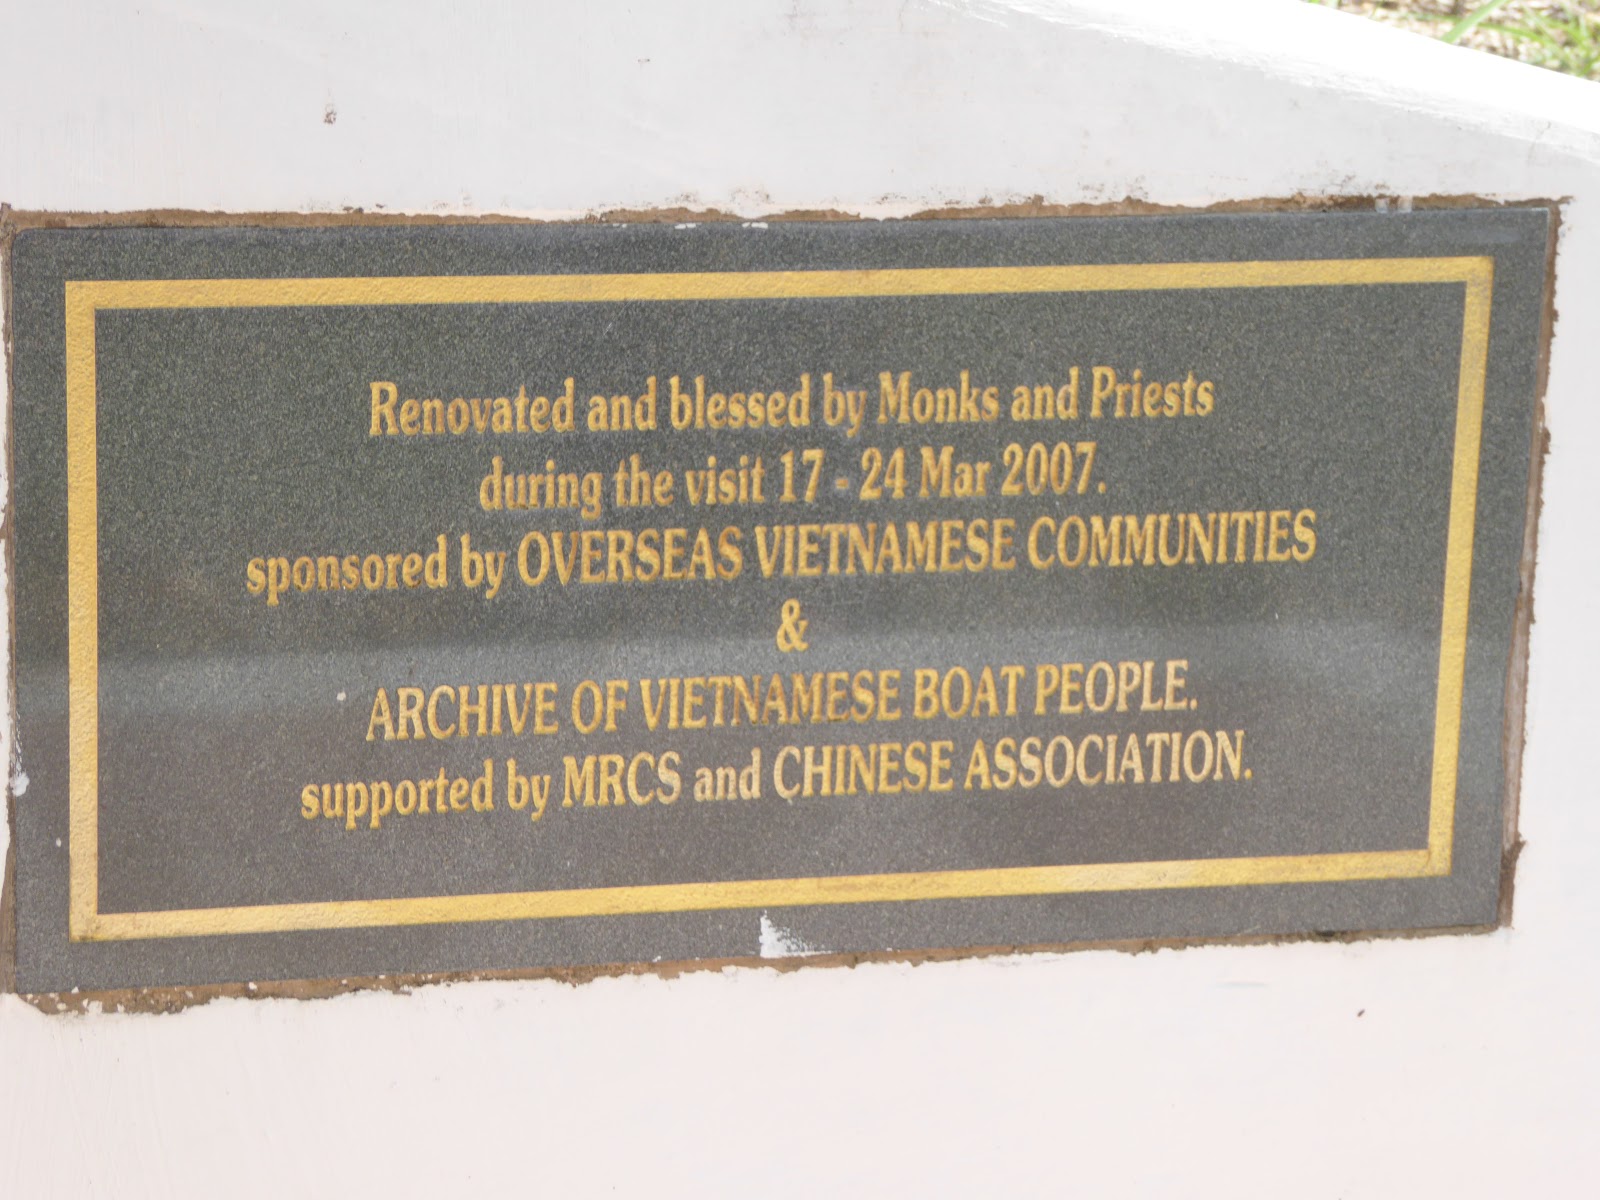 Renovated and blessed by Monks and Priests
during the visit 17 - 24 Mar 2007.
sponsored by OVERSEAS VIETNAMESE COMMUNITIES
&
ARCHIVE OF VIETNAMESE BOAT PEOPLE.
supported by MRCS and CHINESE ASSOCIATION.